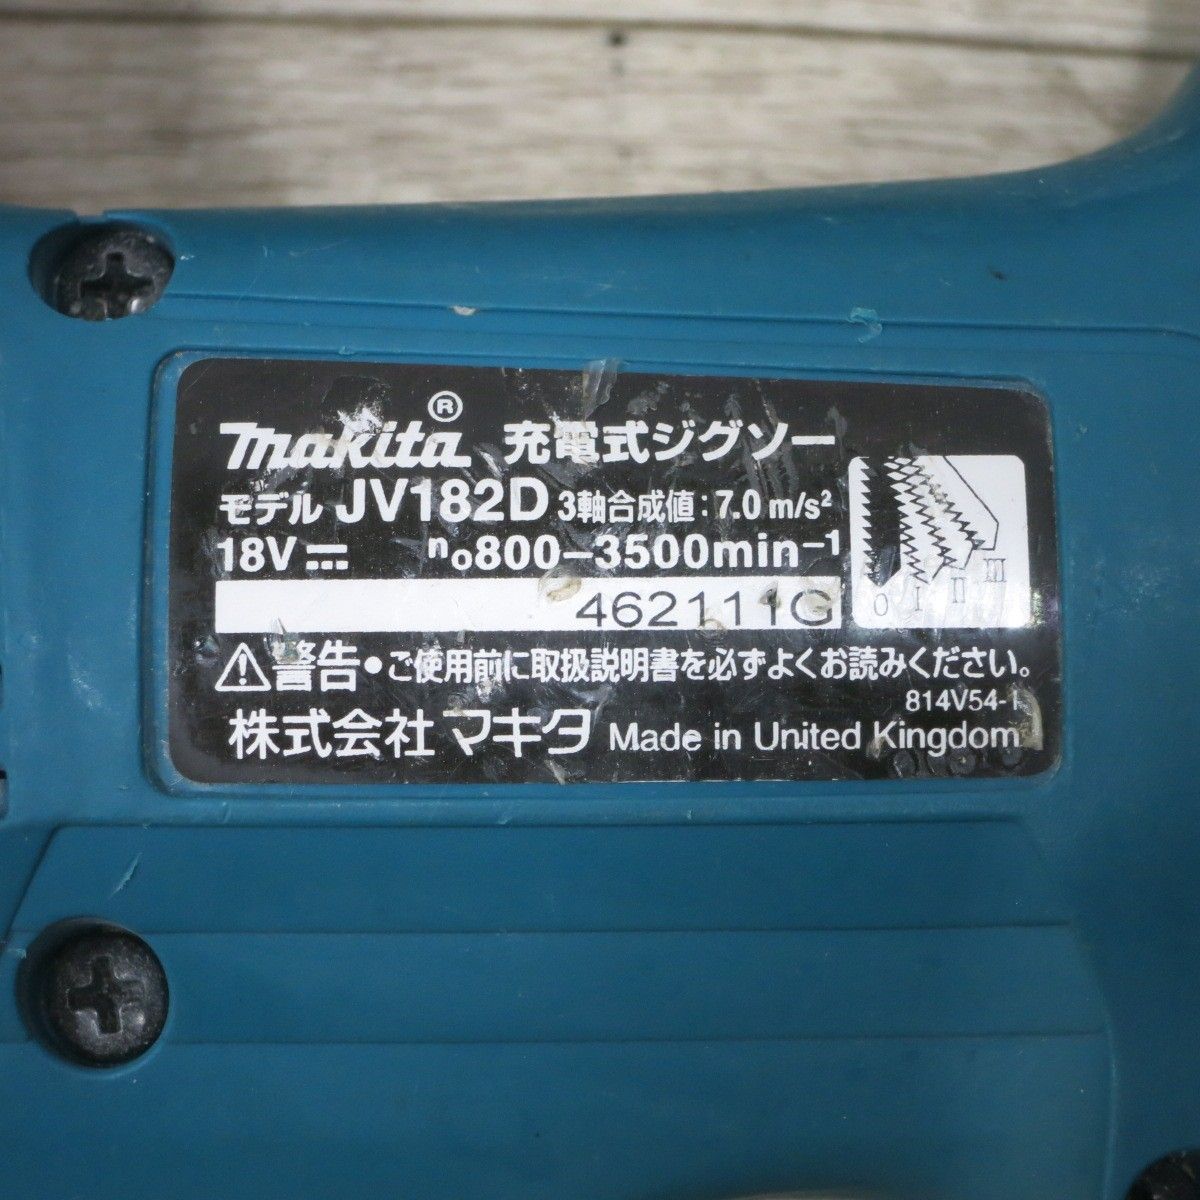 makita® 充電式ジグソー
モデル JV182D 3軸合成値:7.0 m/s²
18V⎓ n₀800–3500min⁻¹
462111G
0 I II III
⚠警告・ご使用前に取扱説明書を必ずよくお読みください。
814V54-1
株式会社 マキタ Made in United Kingdom